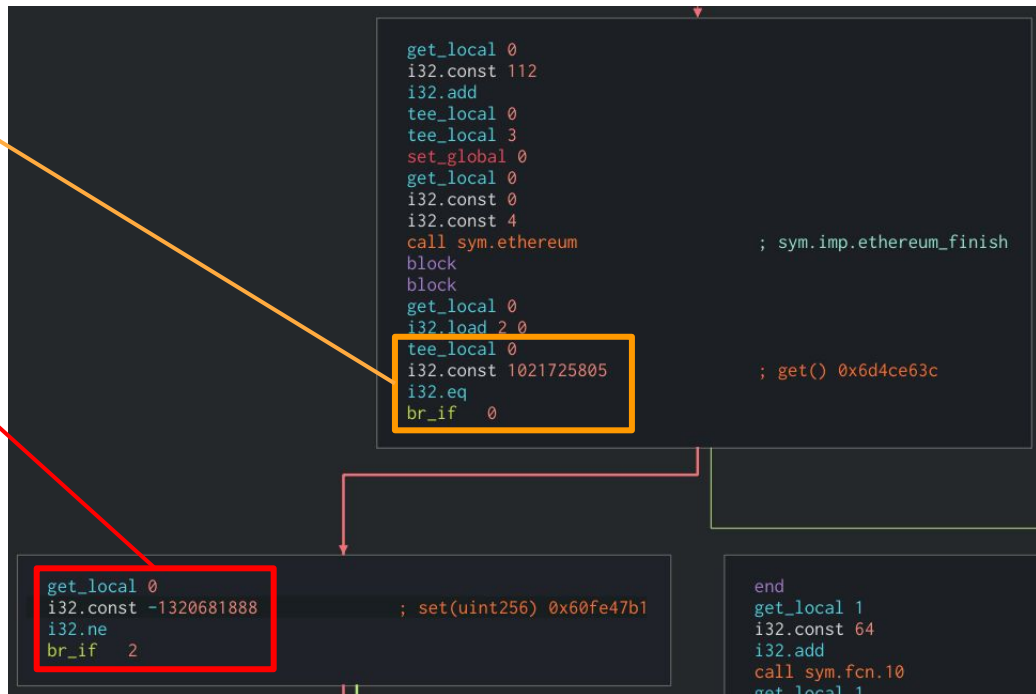 get_local 0
i32.const 112
i32.add
tee_local 0
tee_local 3
set_global 0
get_local 0
i32.const 0
i32.const 4
call sym.ethereum ; sym.imp.ethereum_finish
block
block
get_local 0
i32.load 2 0
tee_local 0
i32.const 1021725805 ; get() 0x6d4ce63c
i32.eq
br_if 0
get_local 0
i32.const -1320681888 ; set(uint256) 0x60fe47b1
i32.ne
br_if 2
end
get_local 1
i32.const 64
i32.add
call sym.fcn.10
get_local 1